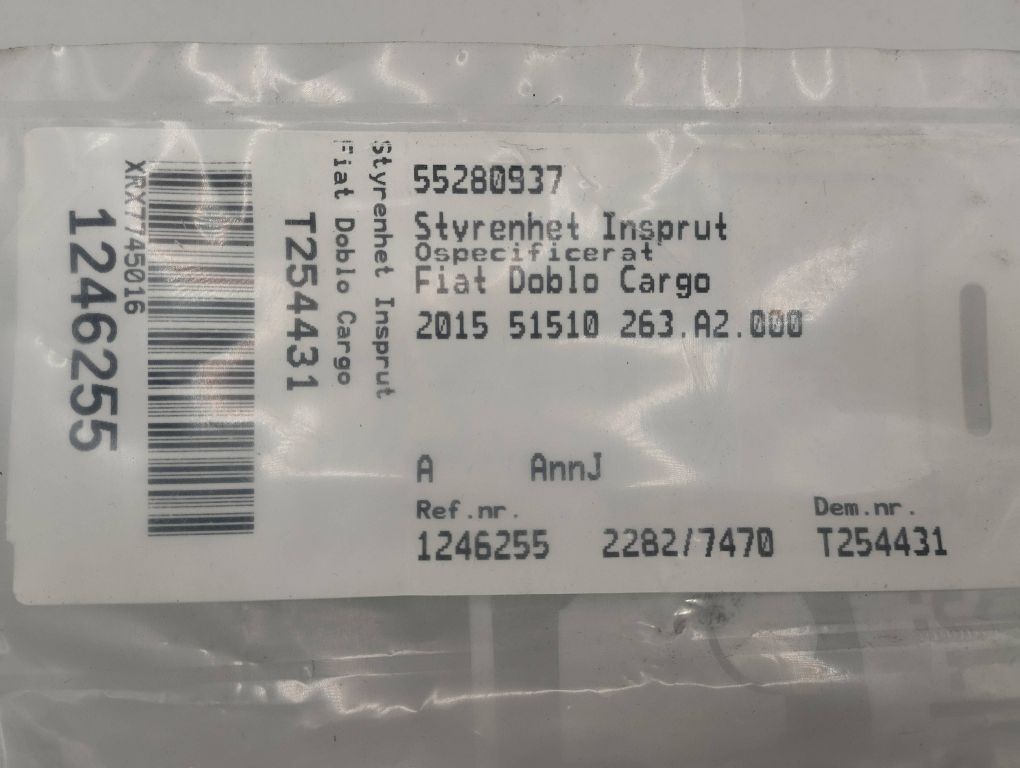 55280937
Styrenhet Insprut
Ospecificerat
Fiat Doblo Cargo
2015 51510 263.A2.000
A AnnJ
Ref.nr. Dem.nr.
1246255 2282/7470 T254431
Styrenhet Insprut
Fiat Doblo Cargo
T254431
XRX7745016
1246255